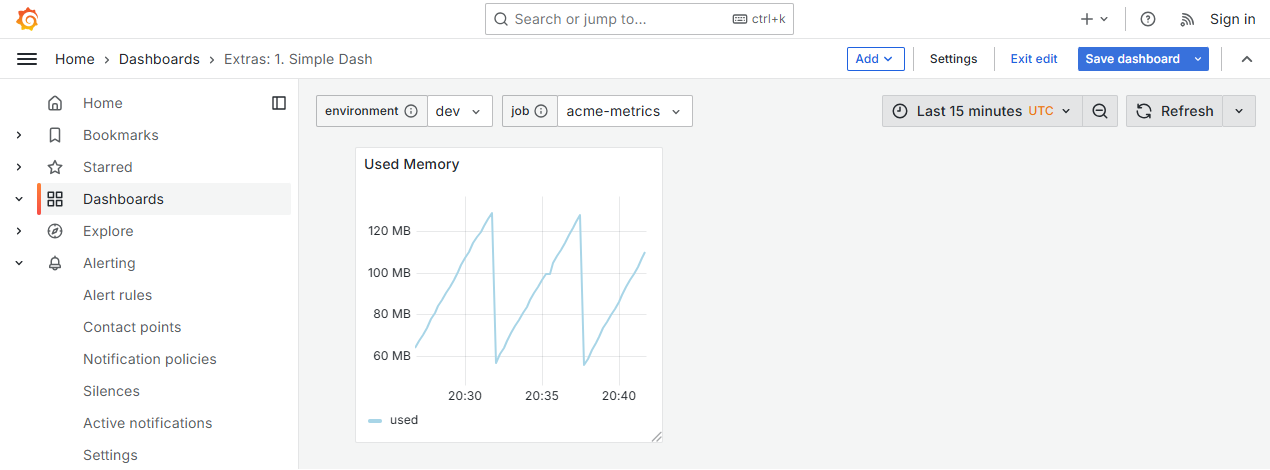 Search or jump to...
ctrl+k
Sign in
Home › Dashboards › Extras: 1. Simple Dash
Add
Settings
Exit edit
Save dashboard
Home
Bookmarks
Starred
Dashboards
Explore
Alerting
Alert rules
Contact points
Notification policies
Silences
Active notifications
Settings
environment
dev
job
acme-metrics
Last 15 minutes UTC
Refresh
Used Memory
120 MB
100 MB
80 MB
60 MB
20:30
20:35
20:40
used